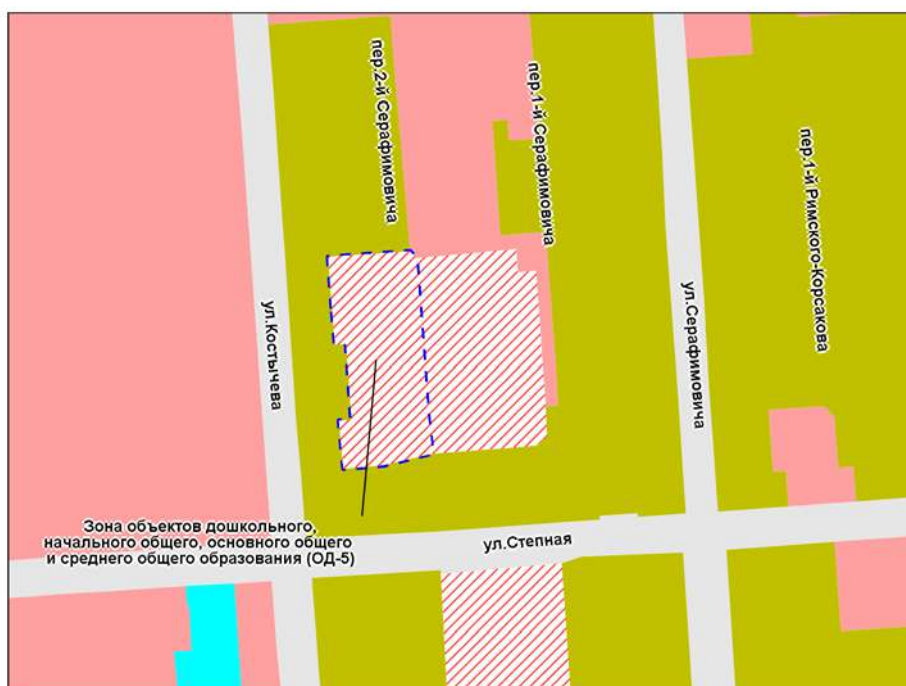 пер.2-й Серафимовича
пер.1-й Серафимовича
пер.1-й Римского-Корсакова
ул.Костычева
ул.Серафимовича
Зона объектов дошкольного,
начального общего, основного общего
и среднего общего образования (ОД-5)
ул.Степная